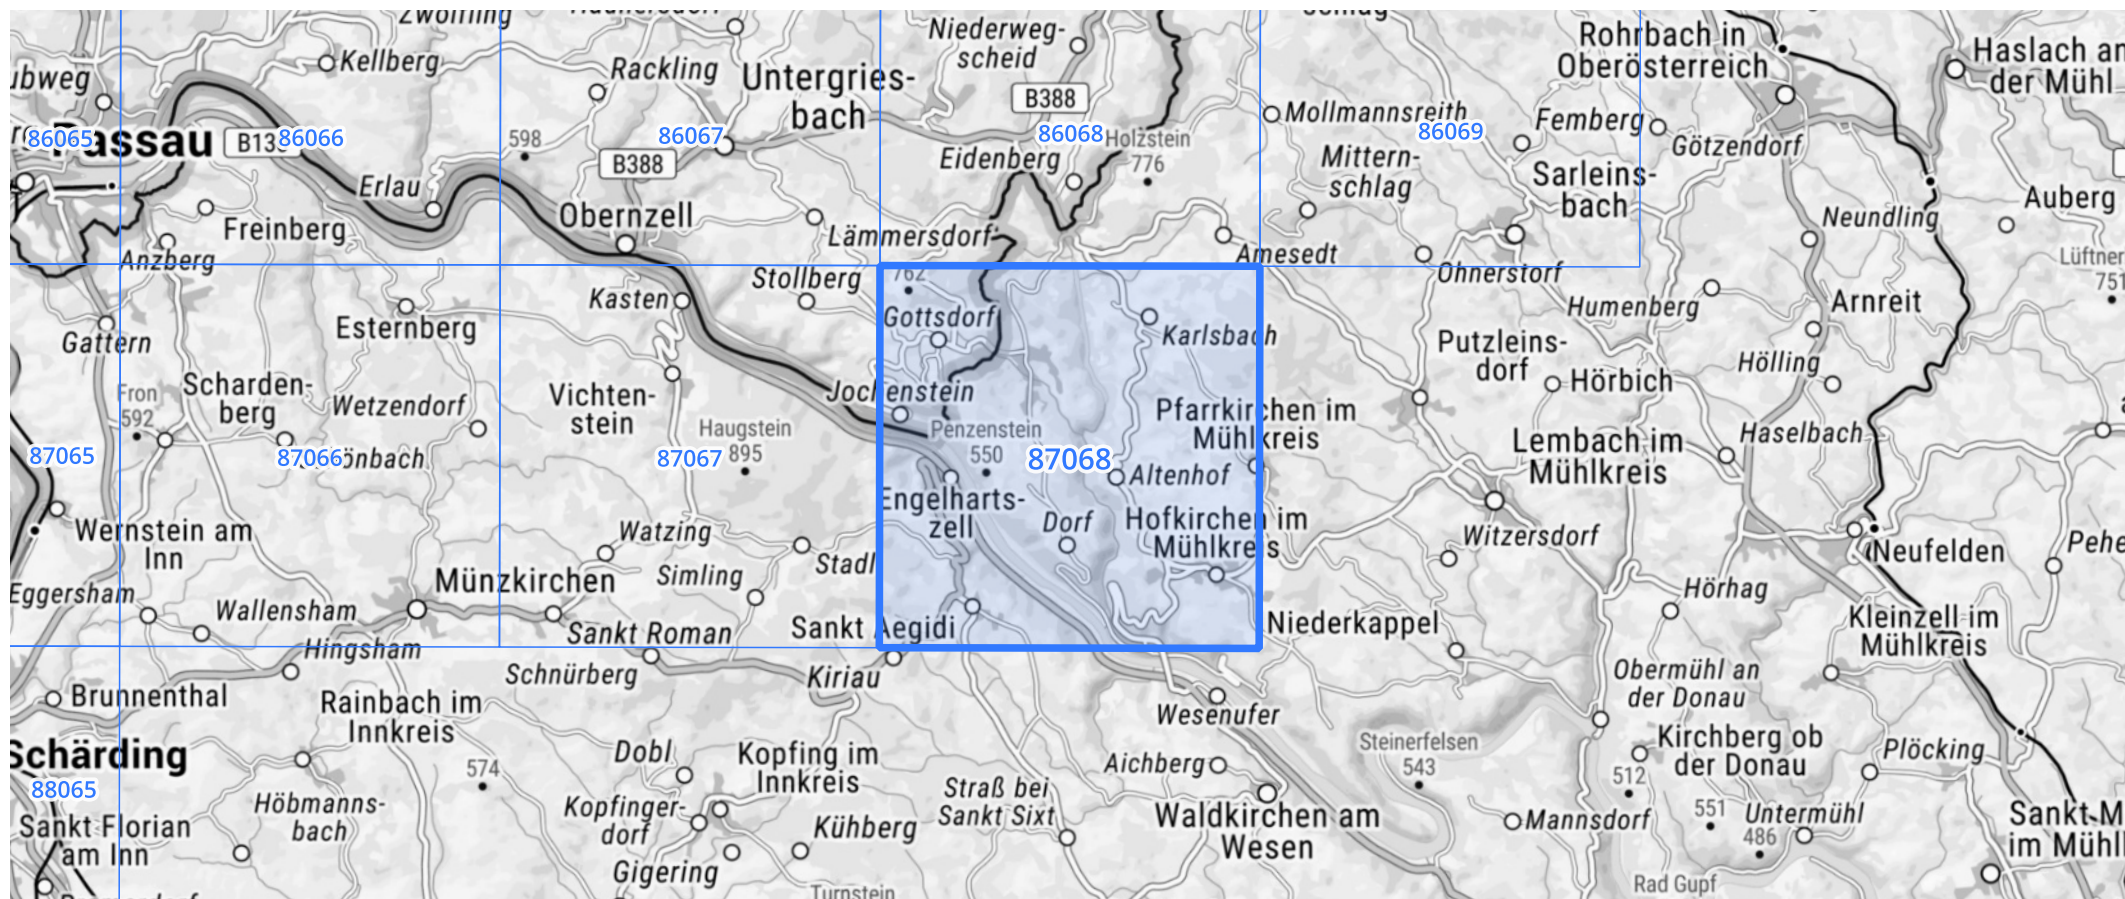 Zwölfling
Kellberg
Rackling
Untergries-
bach
Niederweg-
scheid
B388
86068
Holzstein
776
Eidenberg
Mollmannsreith
86069
Mittern-
schlag
Rohrbach in
Oberösterreich
Femberg
Götzendorf
Sarleins-
bach
Haslach an
der Mühl
Auberg
Neundling
86065
Passau
86066
598
86067
B388
Erlau
Freinberg
Anzberg
Obernzell
Lämmersdorf
Amesedt
Ohnerstorf
Stollberg
762
Kasten
Esternberg
Gattern
Gottsdorf
Karlsbach
Humenberg
Arnreit
751
Putzleins-
dorf
Hörbich
Hölling
Fron
592
Scharden-
berg
Wetzendorf
Vichten-
stein
Haugstein
895
Jochenstein
Penzenstein
550
87068
Pfarrkirchen im
Mühlkreis
Lembach im
Mühlkreis
Haselbach
87065
87066
87067
Altenhof
Engelharts-
zell
Dorf
Hofkirchen im
Mühlkreis
Witzersdorf
Neufelden
Wernstein am
Inn
Watzing
Stadl
Simling
Münzkirchen
Eggersham
Wallensham
Hingsham
Sankt Roman
Sankt Aegidi
Niederkappel
Hörhag
Kleinzell im
Mühlkreis
Schnürberg
Kiriau
Brunnenthal
Rainbach im
Innkreis
Wesenufer
Obermühl an
der Donau
Schärding
88065
574
Dobl
Kopfing im
Innkreis
Aichberg
Steinerfelsen
543
Kirchberg ob
der Donau
512
Plöcking
Höbmanns-
bach
Kopfinger-
dorf
Kühberg
Gigering
Straß bei
Sankt Sixt
Waldkirchen am
Wesen
Mannsdorf
551
Untermühl
486
Sankt Florian
am Inn
Turnstein
Rad Gupf